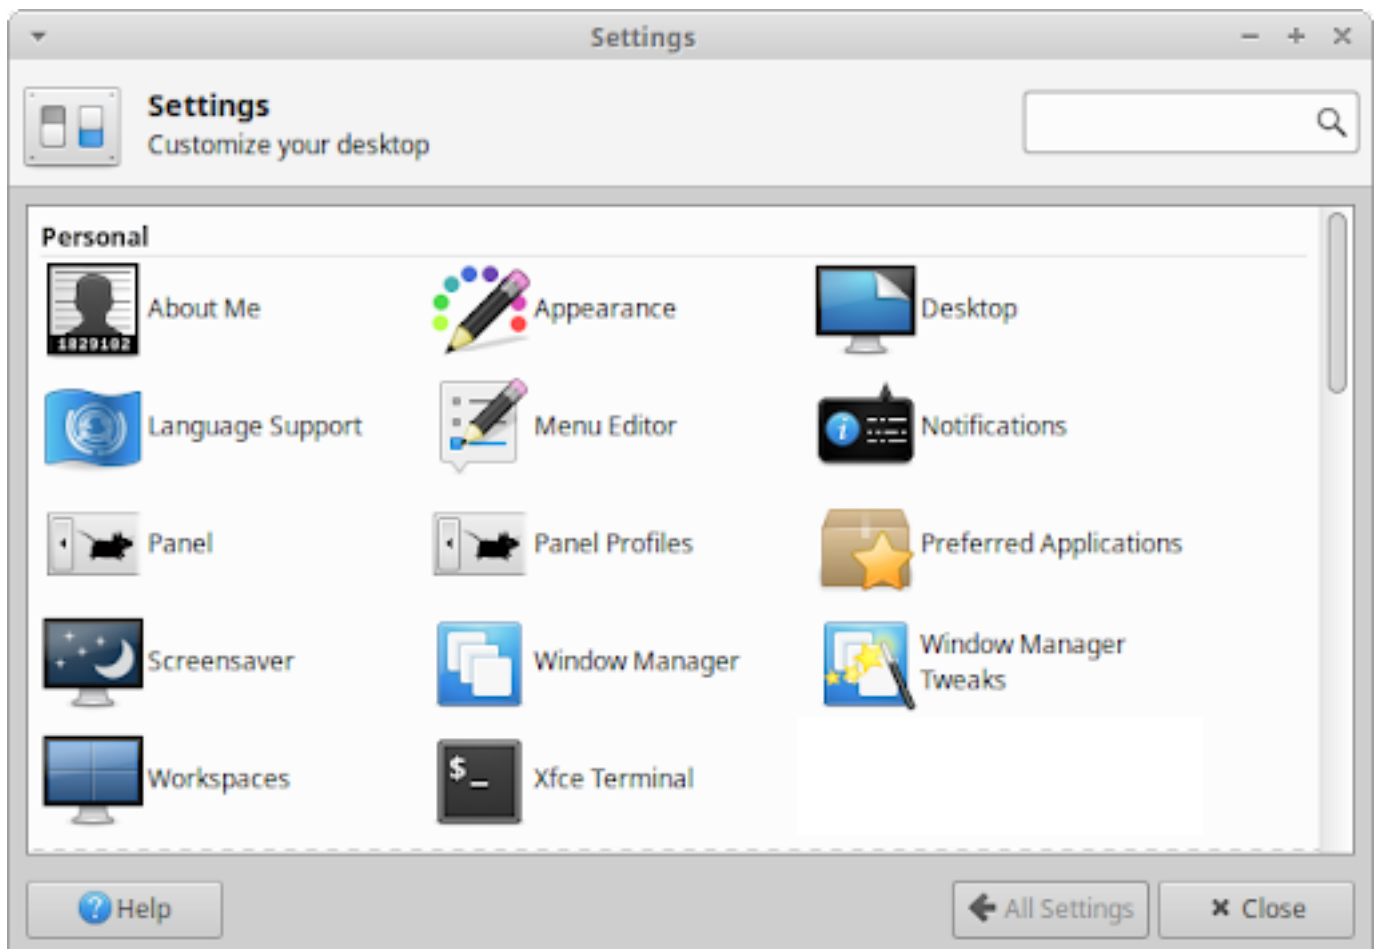 Settings
Settings
Customize your desktop
Personal
1829102
About Me
Appearance
Desktop
Language Support
Menu Editor
Notifications
Panel
Panel Profiles
Preferred Applications
Screensaver
Window Manager
Window Manager
Tweaks
Workspaces
$_
Xfce Terminal
Help
All Settings
Close